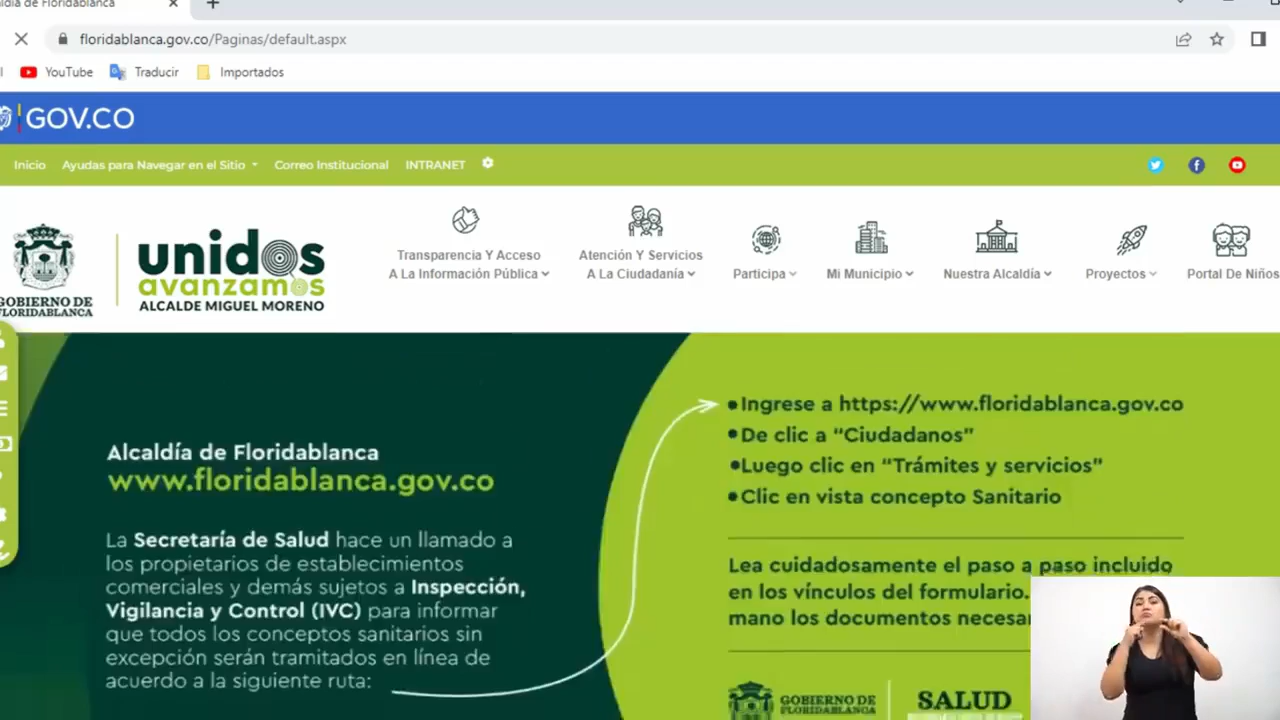 de Floridablanca
floridablanca.gov.co/Paginas/default.aspx
YouTube Traducir Importados
GOV.CO
Inicio Ayudas para Navegar en el Sitio Correo Institucional INTRANET
Transparencia Y Acceso
A La Información Pública
Atención Y Servicios
A La Ciudadanía
Participa
Mi Municipio
Nuestra Alcaldía
Proyectos
Portal De Niños
GOBIERNO DE
FLORIDABLANCA
unidos
avanzamos
ALCALDE MIGUEL MORENO
Alcaldía de Floridablanca
www.floridablanca.gov.co
La Secretaría de Salud hace un llamado a
los propietarios de establecimientos
comerciales y demás sujetos a Inspección,
Vigilancia y Control (IVC) para informar
que todos los conceptos sanitarios sin
excepción serán tramitados en línea de
acuerdo a la siguiente ruta:
•Ingrese a https://www.floridablanca.gov.co
•De clic a “Ciudadanos”
•Luego clic en “Trámites y servicios”
•Clic en vista concepto Sanitario
Lea cuidadosamente el paso a paso incluido
en los vínculos del formulario.
mano los documentos
GOBIERNO DE
FLORIDABLANCA
SALUD